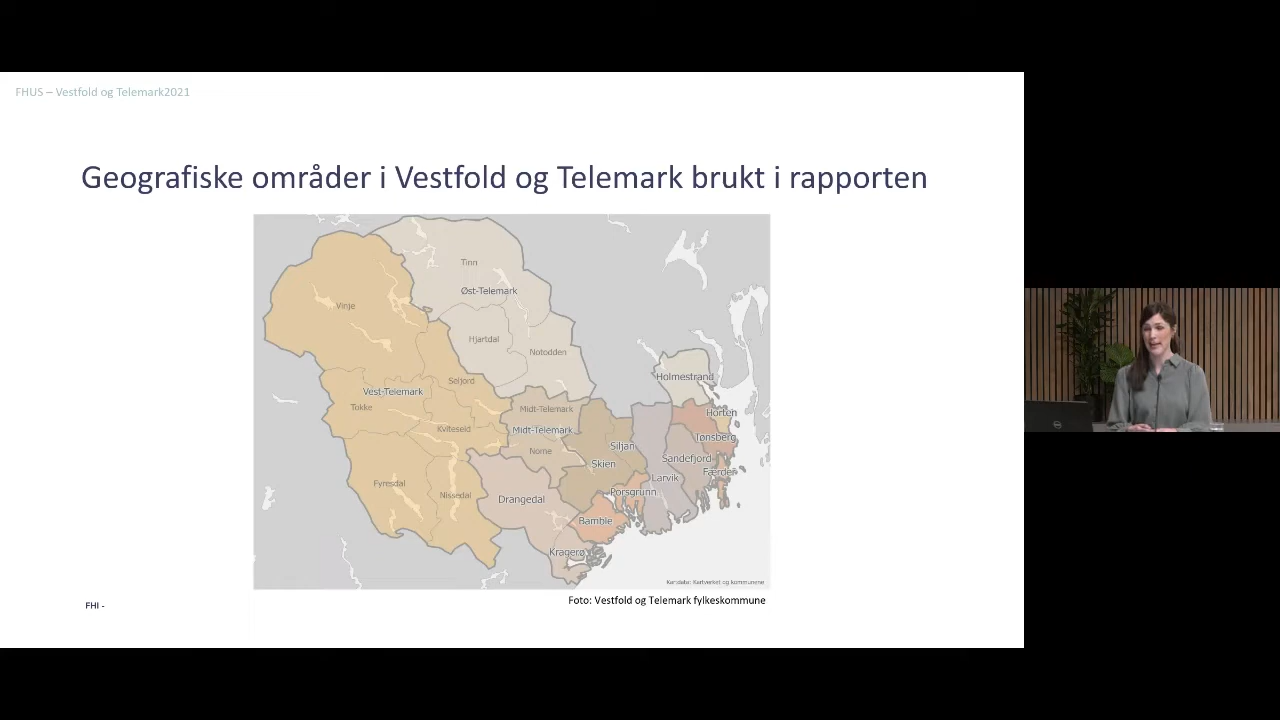 FHUS – Vestfold og Telemark2021
Geografiske områder i Vestfold og Telemark brukt i rapporten
Tinn
Øst-Telemark
Vinje
Hjartdal
Notodden
Holmestrand
Seljord
Vest-Telemark
Tokke
Midt-Telemark
Horten
Kviteseid
Midt-Telemark
Tønsberg
Siljan
Nome
Skien
Sandefjord
Færder
Larvik
Fyresdal
Nissedal
Drangedal
Porsgrunn
Bamble
Kragerø
Kartdata: Kartverket og kommunene
Foto: Vestfold og Telemark fylkeskommune
FHI -